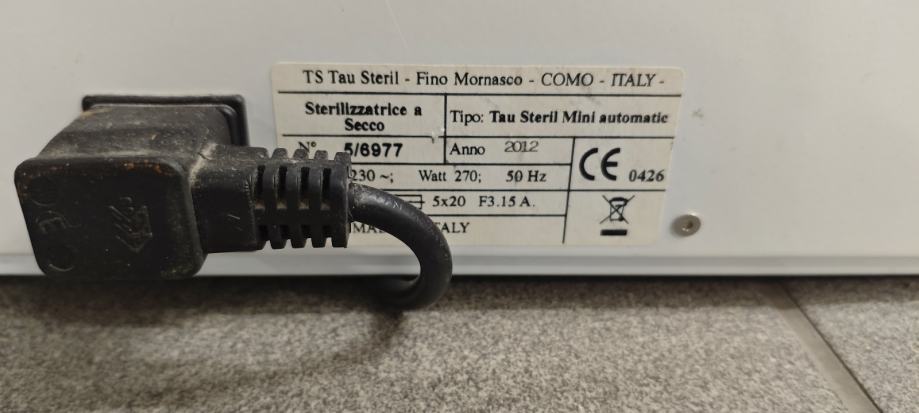 TS Tau Steril - Fino Mornasco - COMO - ITALY -
Sterilizzatrice a
Secco
Tipo: Tau Steril Mini automatic
N° 5/6977
Anno 2012
CE 0426
230 ~; Watt 270; 50 Hz
5x20 F3.15 A.